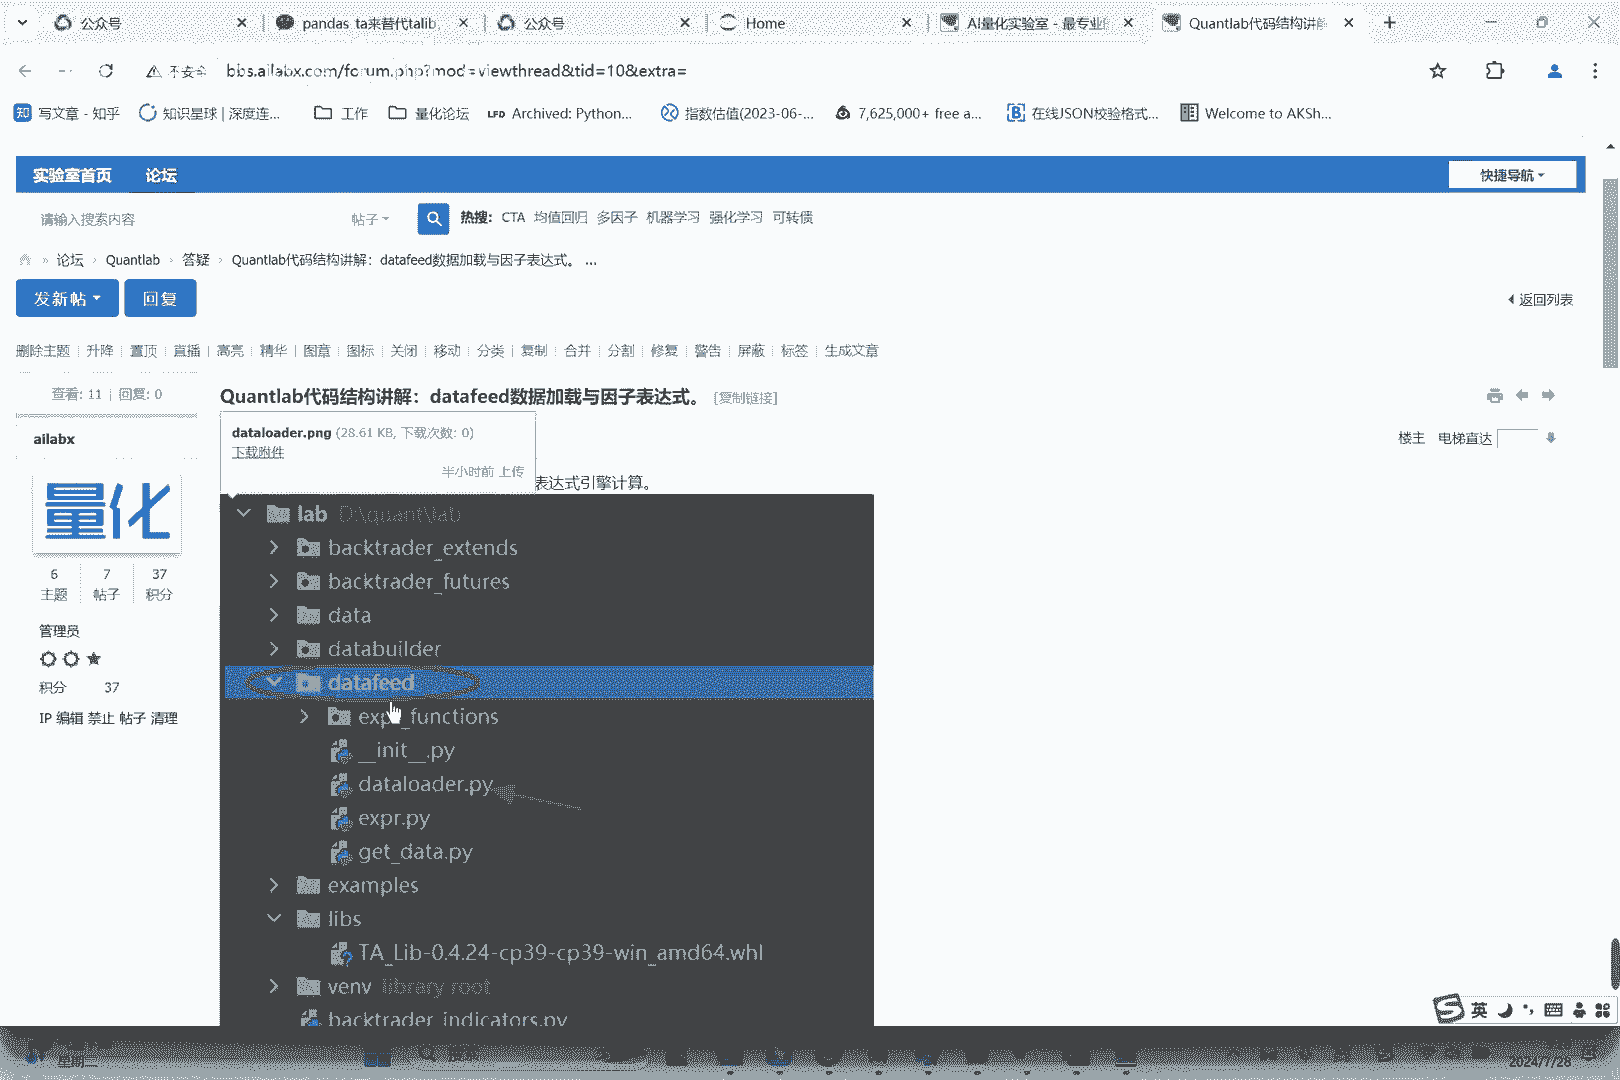 公众号
pandas_ta来替代talib,
公众号
Home
AI量化实验室 - 最专业的
Quantlab代码结构讲解
不安全
bbs.ailabx.com/forum.php?mod=viewthread&tid=10&extra=
写文章 - 知乎
知识星球 | 深度连...
工作
量化论坛
LFD Archived: Python...
指数估值(2023-06-...
7,625,000+ free a...
在线JSON校验格式...
Welcome to AKSh...
实验室首页
论坛
快捷导航
请输入搜索内容
帖子
热搜: CTA 均值回归 多因子 机器学习 强化学习 可转债
论坛 › Quantlab › 答疑 › Quantlab代码结构讲解：datafeed数据加载与因子表达式。 ...
发新帖
回复
返回列表
删除主题 | 升降 | 置顶 | 直播 | 高亮 | 精华 | 图章 | 图标 | 关闭 | 移动 | 分类 | 复制 | 合并 | 分割 | 修复 | 警告 | 屏蔽 | 标签 | 生成文章
查看: 11 | 回复: 0
Quantlab代码结构讲解：datafeed数据加载与因子表达式。 [复制链接]
ailabx
dataloader.png (28.61 KB, 下载次数: 0)
下载附件
半小时前 上传
楼主 电梯直达
表达式引擎计算。
量化
6 7 37
主题 帖子 积分
管理员
积分 37
IP 编辑 禁止 帖子 清理
lab D:\quant\lab
backtrader_extends
backtrader_futures
data
databuilder
datafeed
expr_functions
__init__.py
dataloader.py
expr.py
get_data.py
examples
libs
TA_Lib-0.4.24-cp39-cp39-win_amd64.whl
venv library root
backtrader_indicators.py
英
星期二
搜索
2024/7/28